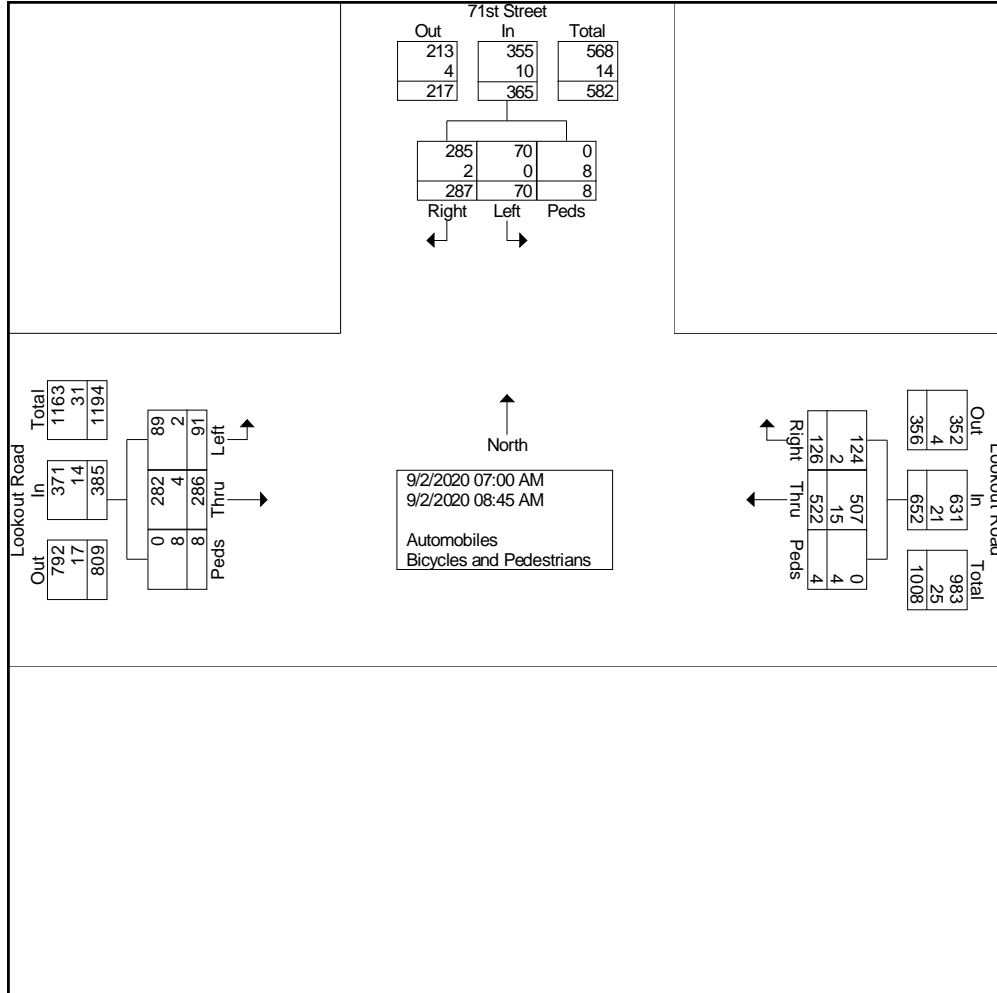 71st Street
Out In Total
213 355 568
4 10 14
217 365 582
285 70 0
2 0 8
287 70 8
Right Left Peds
Lookout Road
Total In Out
1163 371 792
31 14 17
1194 385 809
89 282 0
2 4 8
91 286 8
Left Thru Peds
North
9/2/2020 07:00 AM
9/2/2020 08:45 AM
Automobiles
Bicycles and Pedestrians
Right Thru Peds
126 522 4
2 15 4
124 507 0
Lookout Road
Out In Total
352 631 983
4 21 25
356 652 1008